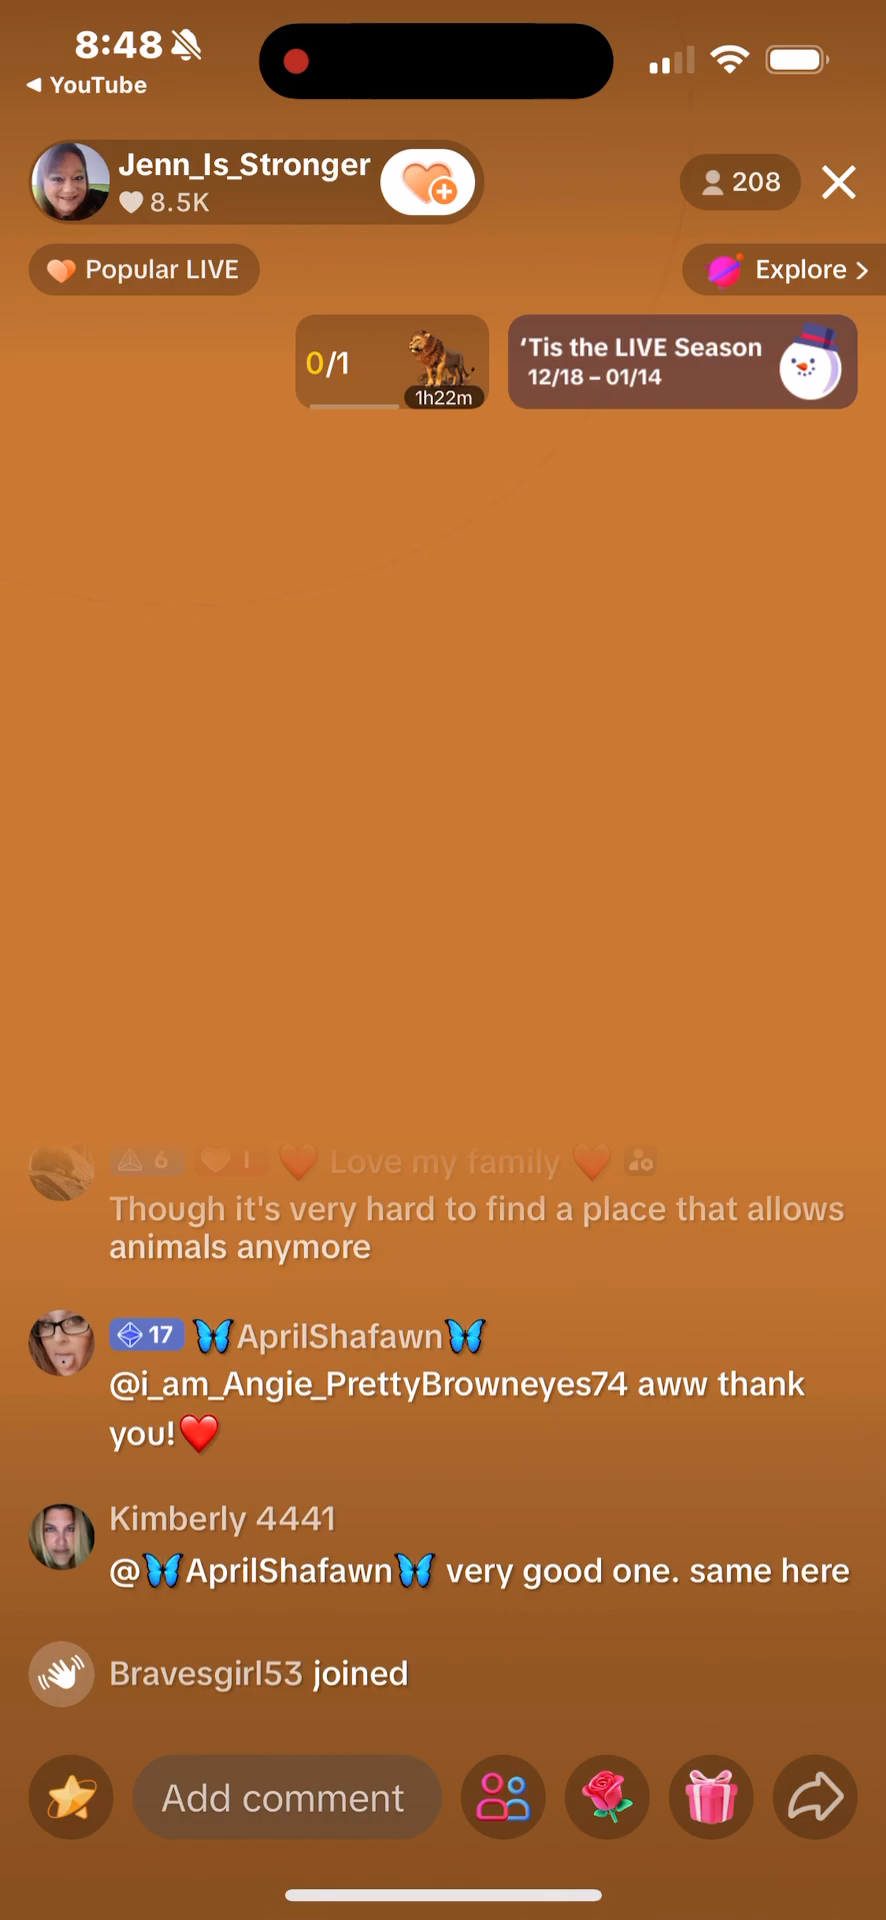 8:48
◀ YouTube
Jenn_Is_Stronger
8.5K
208
Popular LIVE
Explore >
0/1
1h22m
‘Tis the LIVE Season
12/18 – 01/14
6 I ❤️ Love my family ❤️
Though it's very hard to find a place that allows
animals anymore
17 🦋AprilShafawn🦋
@i_am_Angie_PrettyBrowneyes74 aww thank
you!❤️
Kimberly 4441
@🦋AprilShafawn🦋 very good one. same here
Bravesgirl53 joined
Add comment